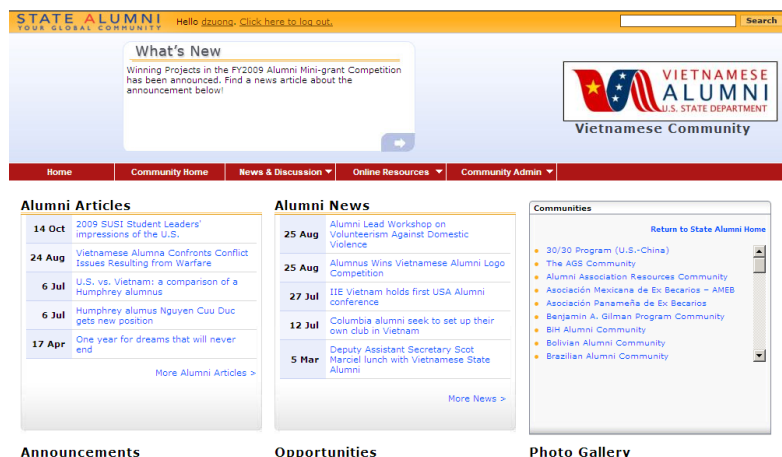 STATE ALUMNI
YOUR GLOBAL COMMUNITY
Hello dzuong. Click here to log out.
Search
What's New
Winning Projects in the FY2009 Alumni Mini-grant Competition
has been announced. Find a news article about the
announcement below!
VIETNAMESE
ALUMNI
U.S. STATE DEPARTMENT
Vietnamese Community
Home
Community Home
News & Discussion
Online Resources
Community Admin
Alumni Articles
14 Oct
2009 SUSI Student Leaders'
impressions of the U.S.
24 Aug
Vietnamese Alumna Confronts Conflict
Issues Resulting from Warfare
6 Jul
U.S. vs. Vietnam: a comparison of a
Humphrey alumnus
6 Jul
Humphrey alumus Nguyen Cuu Duc
gets new position
17 Apr
One year for dreams that will never
end
More Alumni Articles >
Alumni News
25 Aug
Alumni Lead Workshop on
Volunteerism Against Domestic
Violence
25 Aug
Alumnus Wins Vietnamese Alumni Logo
Competition
27 Jul
IIE Vietnam holds first USA Alumni
conference
12 Jul
Columbia alumni seek to set up their
own club in Vietnam
5 Mar
Deputy Assistant Secretary Scot
Marciel lunch with Vietnamese State
Alumni
More News >
Communities
Return to State Alumni Home
30/30 Program (U.S.-China)
The AGS Community
Alumni Association Resources Community
Asociación Mexicana de Ex Becarios – AMEB
Asociación Panameña de Ex Becarios
Benjamin A. Gilman Program Community
BiH Alumni Community
Bolivian Alumni Community
Brazilian Alumni Community
Announcements
Opportunities
Photo Gallery